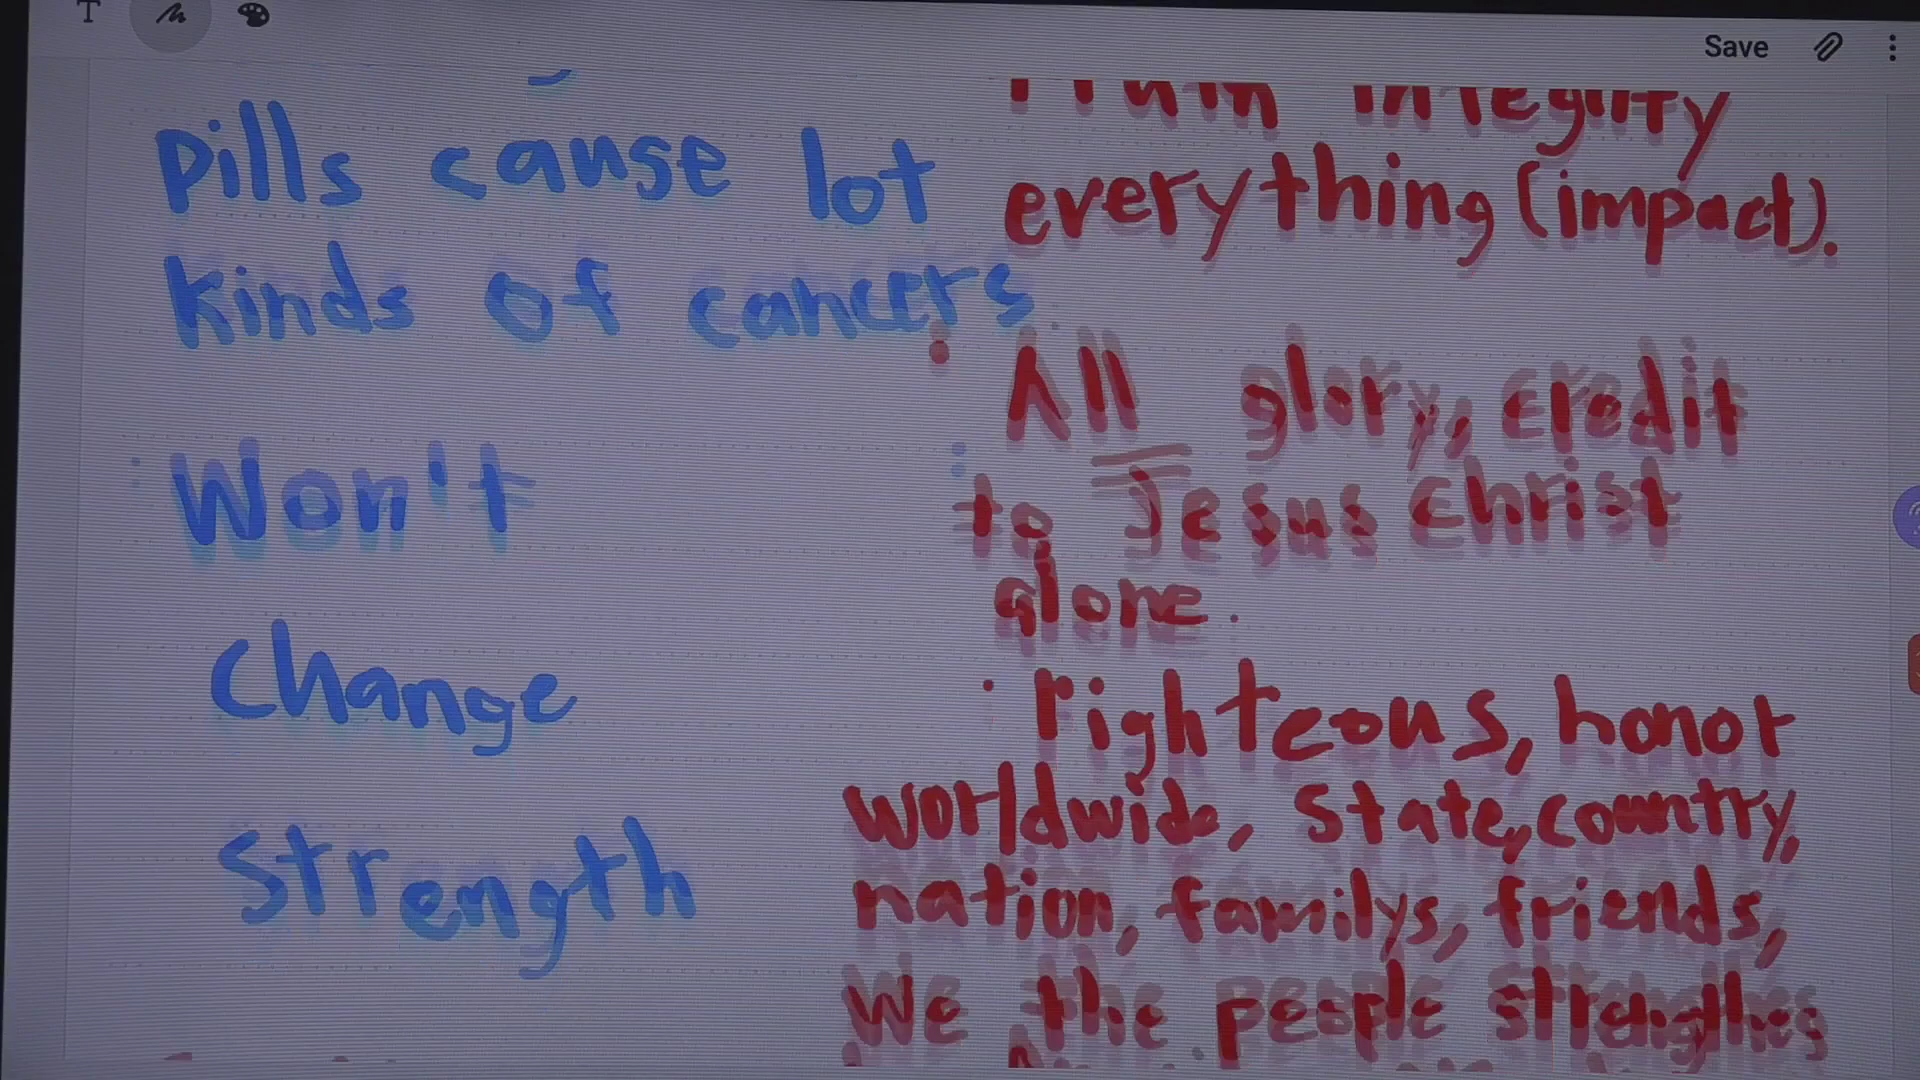 T
Save
pills cause lot
kinds of cancers
Won't
Change
Strength
everything (impact).
All glory, credit
to Jesus Christ
alone.
righteous, honor
worldwide, state, country,
nation, familys, friends,
We the people